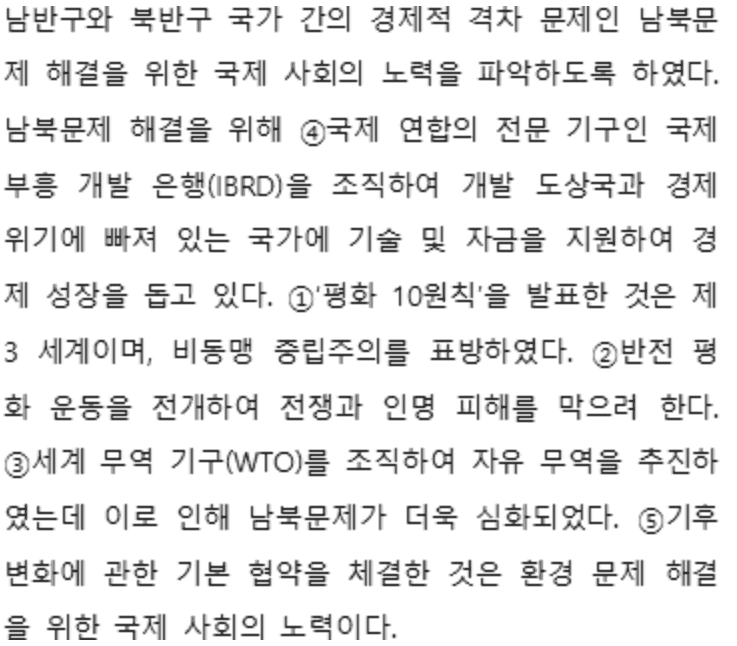 남반구와 북반구 국가 간의 경제적 격차 문제인 남북문
제 해결을 위한 국제 사회의 노력을 파악하도록 하였다.
남북문제 해결을 위해 ④국제 연합의 전문 기구인 국제
부흥 개발 은행(IBRD)을 조직하여 개발 도상국과 경제
위기에 빠져 있는 국가에 기술 및 자금을 지원하여 경
제 성장을 돕고 있다. ①'평화 10원칙'을 발표한 것은 제
3 세계이며, 비동맹 중립주의를 표방하였다. ②반전 평
화 운동을 전개하여 전쟁과 인명 피해를 막으려 한다.
③세계 무역 기구(WTO)를 조직하여 자유 무역을 추진하
였는데 이로 인해 남북문제가 더욱 심화되었다. ⑤기후
변화에 관한 기본 협약을 체결한 것은 환경 문제 해결
을 위한 국제 사회의 노력이다.